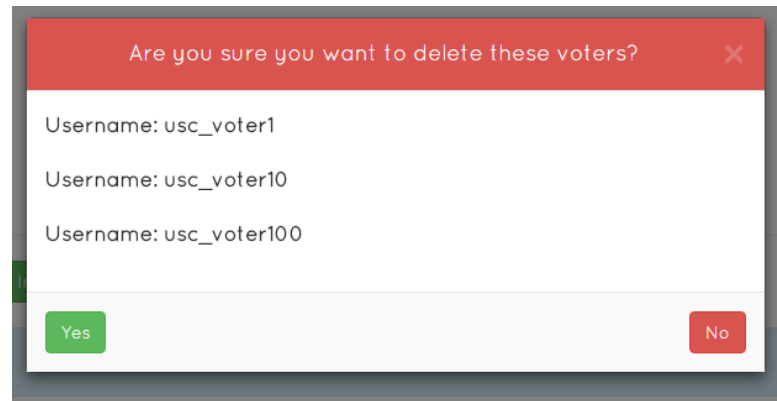 Are you sure you want to delete these voters?
×
Username: usc_voter1
Username: usc_voter10
Username: usc_voter100
Yes
No